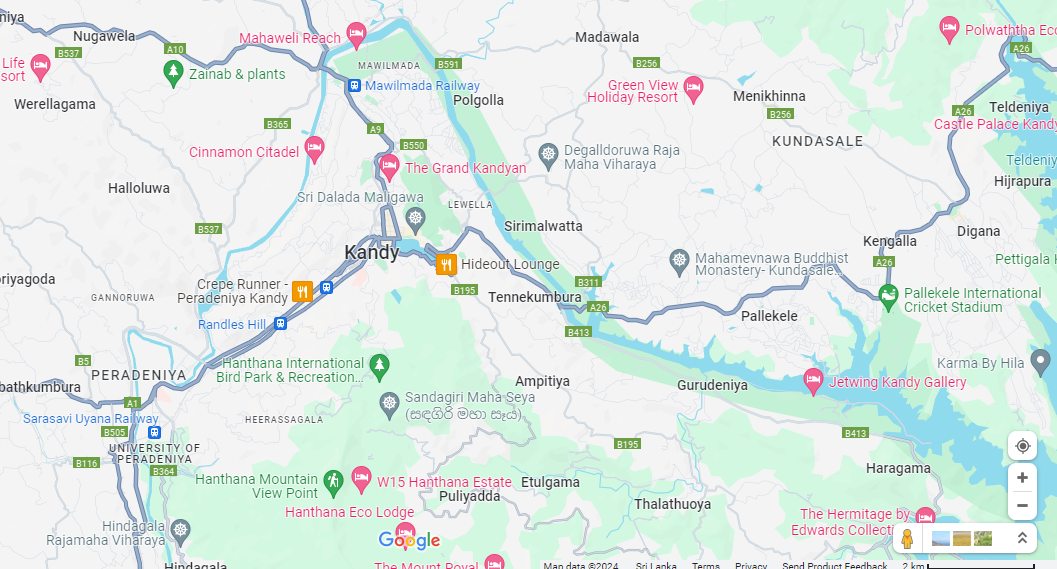 niya
Nugawela
Mahaweli Reach
Madawala
Polwaththa Eco
A26
A10
B537
Life
sort
Zainab & plants
MAWILMADA
B591
B256
Mawilmada Railway
Green View
Holiday Resort
Menikhinna
Werellagama
Polgolla
A26
Teldeniya
B256
Castle Palace Kandy
B365
A9
KUNDASALE
Cinnamon Citadel
B550
Degalldoruwa Raja
Maha Viharaya
Teldeniy
The Grand Kandyan
Hijrapura
Halloluwa
Sri Dalada Maligawa
LEWELLA
B537
Sirimalwatta
Digana
Kengalla
Kandy
Hideout Lounge
Mahamevnawa Buddhist
Monastery- Kundasale...
A26
Pettigala
oriyagoda
Crepe Runner -
Peradeniya Kandy
GANNORUWA
B195
B311
Tennekumbura
A26
Pallekele International
Cricket Stadium
Pallekele
Randles Hill
B413
B5
Hanthana International
Bird Park & Recreation...
Karma By Hila
PERADENIYA
abathkumbura
Ampitiya
Gurudeniya
Jetwing Kandy Gallery
A1
Sandagiri Maha Seya
(සඳගිරි මහා සෑය)
Sarasavi Uyana Railway
HEERASSAGALA
B505
B413
UNIVERSITY OF
PERADENIYA
B195
B116
B364
Haragama
Hanthana Mountain
View Point
W15 Hanthana Estate
Etulgama
Puliyadda
Thalathuoya
Hanthana Eco Lodge
The Hermitage by
Edwards Collecti
Hindagala
Rajamaha Viharaya
Google
Hindagala
The Mount Royal
Map data ©2024 Sri Lanka Terms Privacy Send Product Feedback 2 km